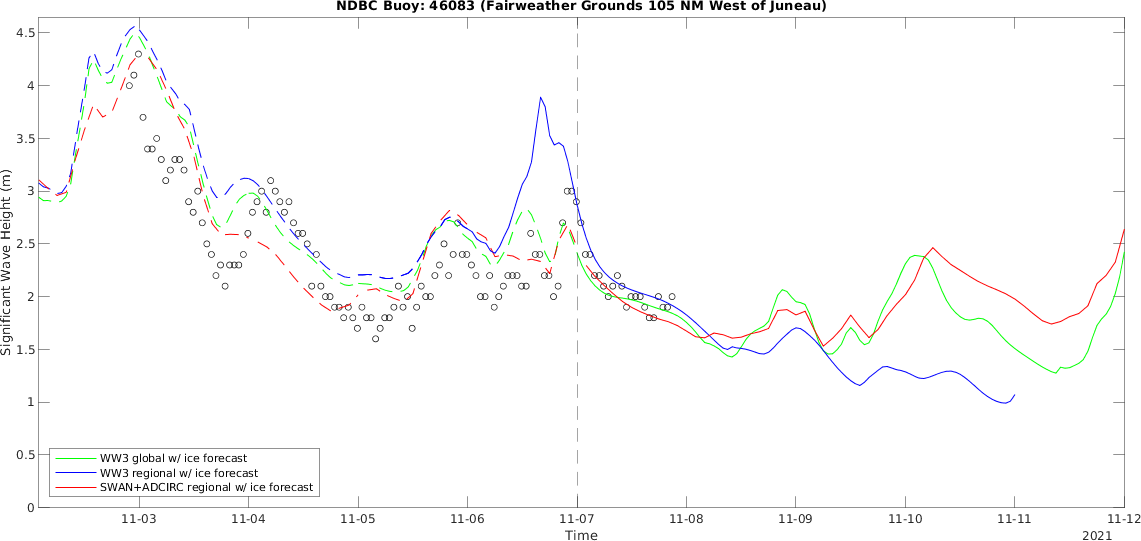 NDBC Buoy: 46083 (Fairweather Grounds 105 NM West of Juneau)
Significant Wave Height (m)
4.5
4
3.5
3
2.5
2
1.5
1
0.5
0
WW3 global w/ ice forecast
WW3 regional w/ ice forecast
SWAN+ADCIRC regional w/ ice forecast
11-03 11-04 11-05 11-06 11-07 11-08 11-09 11-10 11-11 11-12
Time
2021